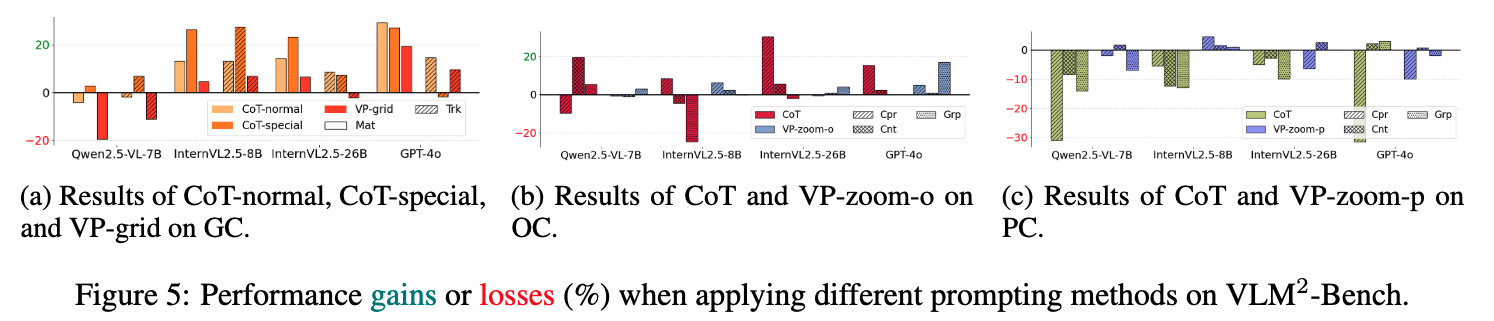 20
0
−20
CoT-normal VP-grid Trk
CoT-special Mat
Qwen2.5-VL-7B InternVL2.5-8B InternVL2.5-26B GPT-4o
(a) Results of CoT-normal, CoT-special,
and VP-grid on GC.
20
0
−20
CoT Cpr Grp
VP-zoom-o Cnt
Qwen2.5-VL-7B InternVL2.5-8B InternVL2.5-26B GPT-4o
(b) Results of CoT and VP-zoom-o on
OC.
0
−10
−20
−30
CoT Cpr Grp
VP-zoom-p Cnt
Qwen2.5-VL-7B InternVL2.5-8B InternVL2.5-26B GPT-4o
(c) Results of CoT and VP-zoom-p on
PC.
Figure 5: Performance gains or losses (%) when applying different prompting methods on VLM²-Bench.